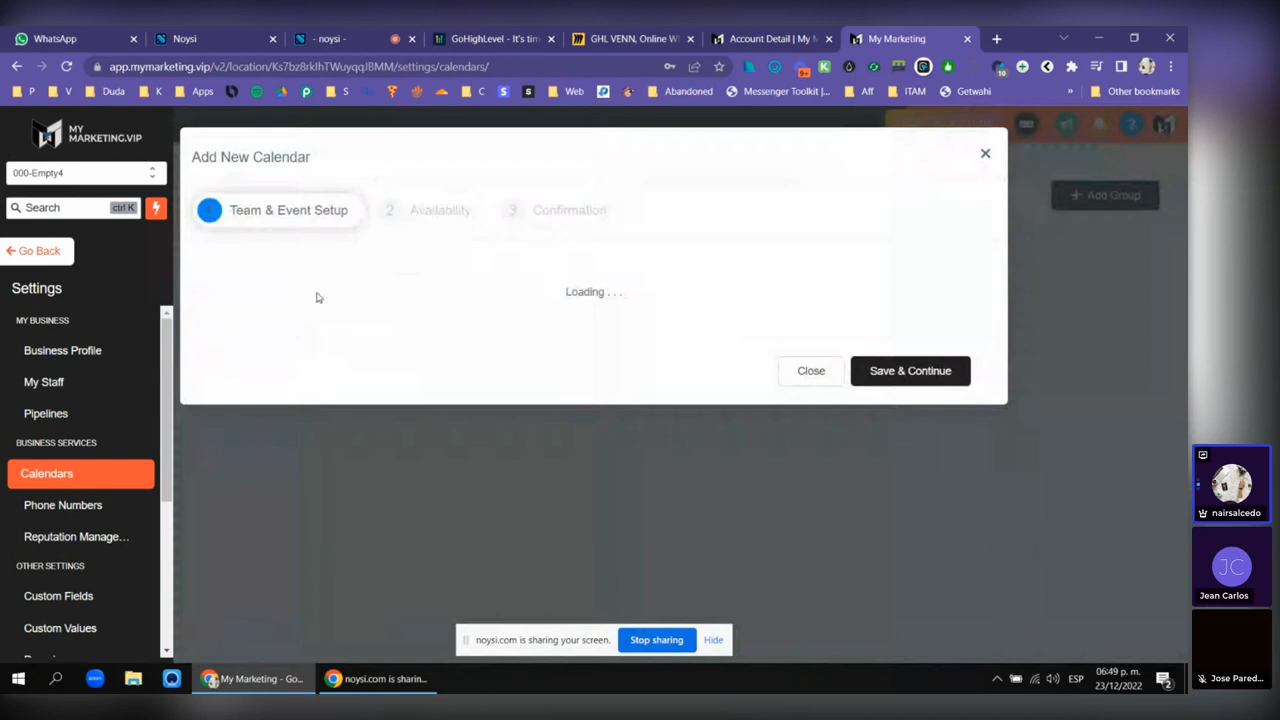 WhatsApp
Noysi
- noysi -
GoHighLevel - It's tim
GHL VENN, Online W
Account Detail | My M
My Marketing
app.mymarketing.vip/v2/location/Ks7bz8rkIhTWuyqqJ8MM/settings/calendars/
P
V
Duda
K
Apps
S
C
Web
Abandoned
Messenger Toolkit |...
Aff
ITAM
Getwahi
»
Other bookmarks
9+
10
MY
MARKETING.VIP
000-Empty4
Search
ctrl K
Go Back
Settings
MY BUSINESS
Business Profile
My Staff
Pipelines
BUSINESS SERVICES
Calendars
Phone Numbers
Reputation Manage...
OTHER SETTINGS
Custom Fields
Custom Values
Add New Calendar
1 Team & Event Setup
2 Availability
3 Confirmation
Loading . . .
Close
Save & Continue
+ Add Group
noysi.com is sharing your screen.
Stop sharing
Hide
nairsalcedo
JC
Jean Carlos
Jose Pared...
My Marketing - Go...
noysi.com is sharin...
ESP
06:49 p. m.
23/12/2022
2